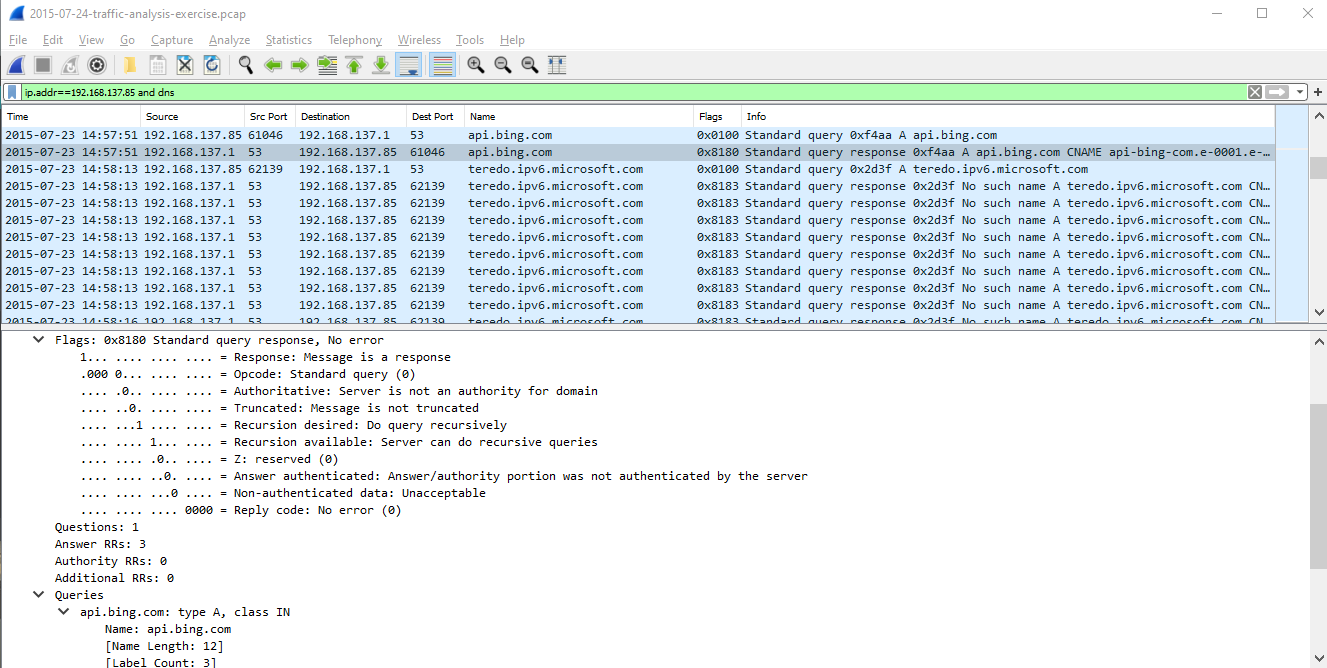 2015-07-24-traffic-analysis-exercise.pcap
File Edit View Go Capture Analyze Statistics Telephony Wireless Tools Help
ip.addr==192.168.137.85 and dns
Time Source Src Port Destination Dest Port Name Flags Info
2015-07-23 14:57:51 192.168.137.85 61046 192.168.137.1 53 api.bing.com 0x0100 Standard query 0xf4aa A api.bing.com
2015-07-23 14:57:51 192.168.137.1 53 192.168.137.85 61046 api.bing.com 0x8180 Standard query response 0xf4aa A api.bing.com CNAME api-bing-com.e-0001.e-…
2015-07-23 14:58:13 192.168.137.85 62139 192.168.137.1 53 teredo.ipv6.microsoft.com 0x0100 Standard query 0x2d3f A teredo.ipv6.microsoft.com
2015-07-23 14:58:13 192.168.137.1 53 192.168.137.85 62139 teredo.ipv6.microsoft.com 0x8183 Standard query response 0x2d3f No such name A teredo.ipv6.microsoft.com CN…
2015-07-23 14:58:13 192.168.137.1 53 192.168.137.85 62139 teredo.ipv6.microsoft.com 0x8183 Standard query response 0x2d3f No such name A teredo.ipv6.microsoft.com CN…
2015-07-23 14:58:13 192.168.137.1 53 192.168.137.85 62139 teredo.ipv6.microsoft.com 0x8183 Standard query response 0x2d3f No such name A teredo.ipv6.microsoft.com CN…
2015-07-23 14:58:13 192.168.137.1 53 192.168.137.85 62139 teredo.ipv6.microsoft.com 0x8183 Standard query response 0x2d3f No such name A teredo.ipv6.microsoft.com CN…
2015-07-23 14:58:13 192.168.137.1 53 192.168.137.85 62139 teredo.ipv6.microsoft.com 0x8183 Standard query response 0x2d3f No such name A teredo.ipv6.microsoft.com CN…
2015-07-23 14:58:13 192.168.137.1 53 192.168.137.85 62139 teredo.ipv6.microsoft.com 0x8183 Standard query response 0x2d3f No such name A teredo.ipv6.microsoft.com CN…
2015-07-23 14:58:13 192.168.137.1 53 192.168.137.85 62139 teredo.ipv6.microsoft.com 0x8183 Standard query response 0x2d3f No such name A teredo.ipv6.microsoft.com CN…
2015-07-23 14:58:13 192.168.137.1 53 192.168.137.85 62139 teredo.ipv6.microsoft.com 0x8183 Standard query response 0x2d3f No such name A teredo.ipv6.microsoft.com CN…
2015-07-23 14:58:16 192.168.137.1 53 192.168.137.85 62139 teredo.ipv6.microsoft.com 0x8183 Standard query response 0x2d3f No such name A teredo.ipv6.microsoft.com CN…
Flags: 0x8180 Standard query response, No error
1... .... .... .... = Response: Message is a response
.000 0... .... .... = Opcode: Standard query (0)
.... .0.. .... .... = Authoritative: Server is not an authority for domain
.... ..0. .... .... = Truncated: Message is not truncated
.... ...1 .... .... = Recursion desired: Do query recursively
.... .... 1... .... = Recursion available: Server can do recursive queries
.... .... .0.. .... = Z: reserved (0)
.... .... ..0. .... = Answer authenticated: Answer/authority portion was not authenticated by the server
.... .... ...0 .... = Non-authenticated data: Unacceptable
.... .... .... 0000 = Reply code: No error (0)
Questions: 1
Answer RRs: 3
Authority RRs: 0
Additional RRs: 0
Queries
api.bing.com: type A, class IN
Name: api.bing.com
[Name Length: 12]
[Label Count: 3]